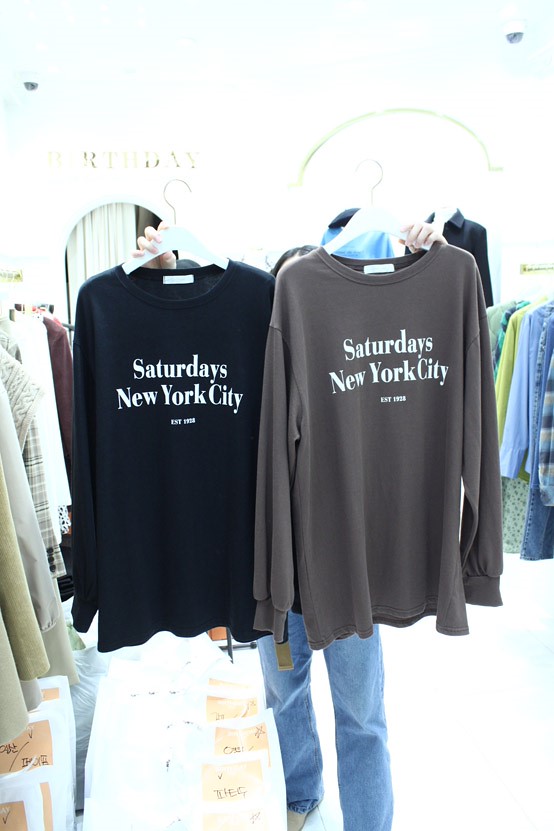 BIRTHDAY
Saturdays
New York City
EST 1928
Saturdays
New York City
EST 1928